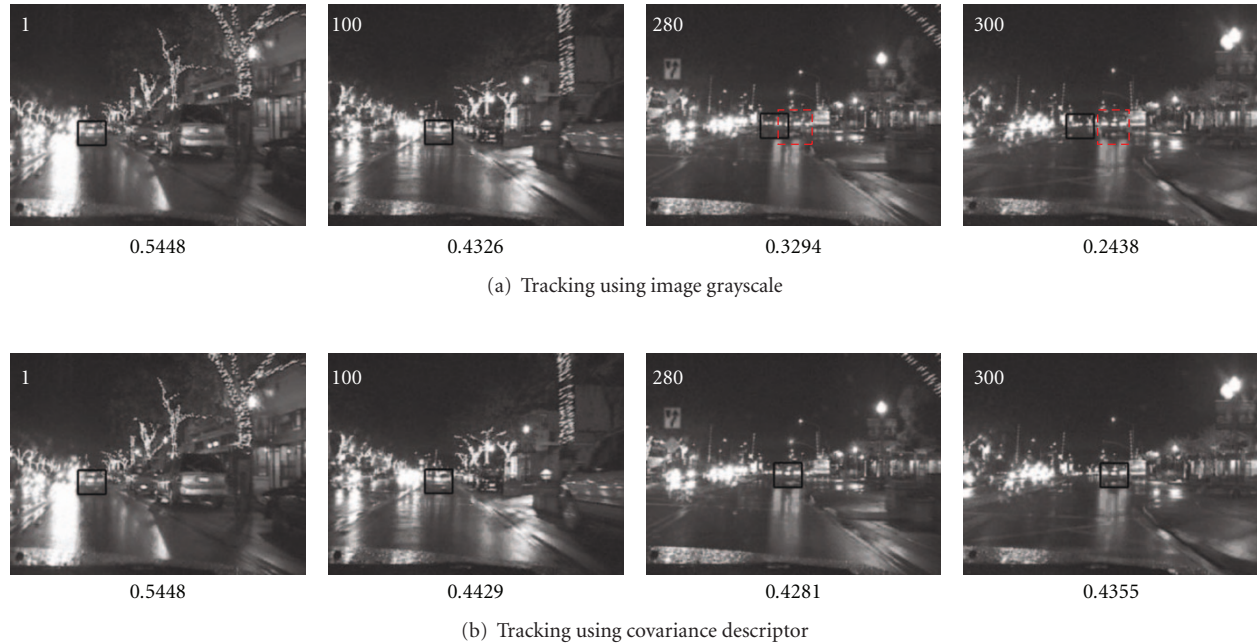 1 100 280 300
0.5448 0.4326 0.3294 0.2438
(a) Tracking using image grayscale
1 100 280 300
0.5448 0.4429 0.4281 0.4355
(b) Tracking using covariance descriptor